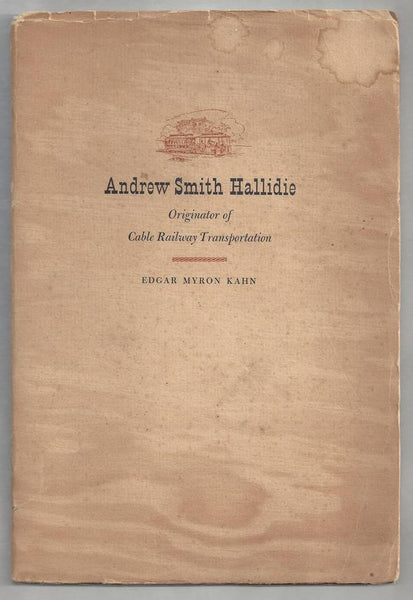 Andrew Smith Hallidie
Originator of
Cable Railway Transportation
EDGAR MYRON KAHN